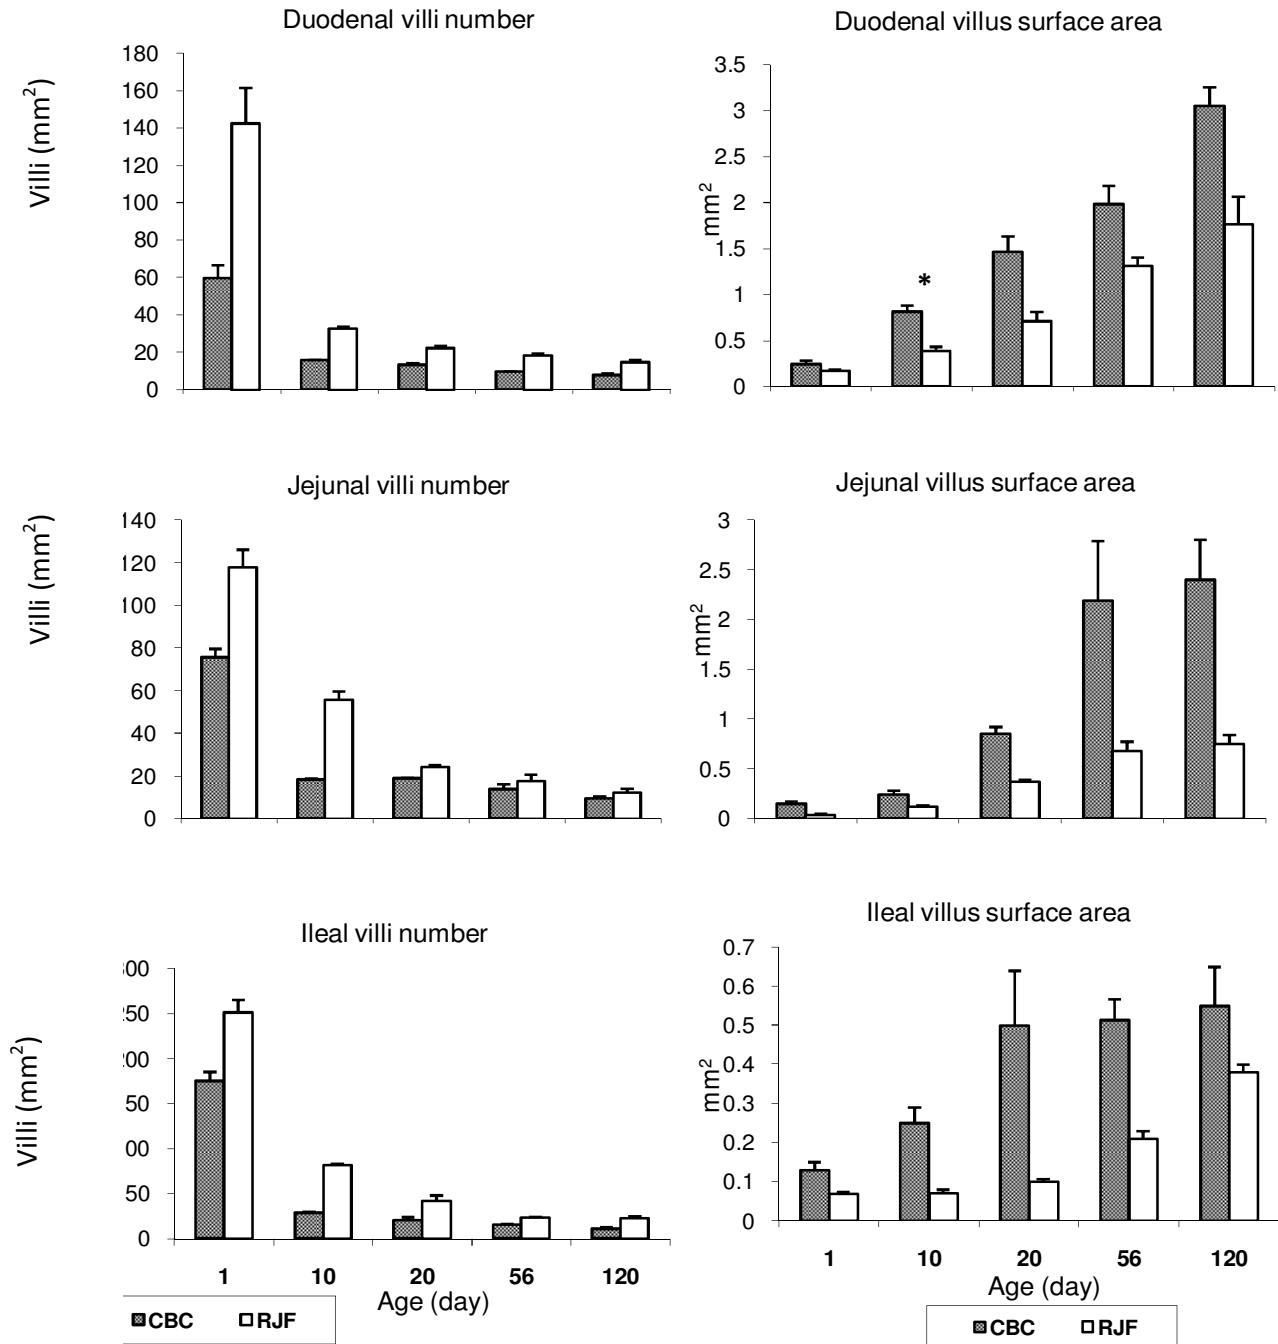 Duodenal villi number
Villi (mm²)
180
160
140
120
100
80
60
40
20
0
Duodenal villus surface area
mm²
3.5
3
2.5
2
1.5
1
0.5
0
*
Jejunal villi number
Villi (mm²)
140
120
100
80
60
40
20
0
Jejunal villus surface area
mm²
3
2.5
2
1.5
1
0.5
0
Ileal villi number
Villi (mm²)
00
250
200
50
00
50
0
1 10 20 56 120
Age (day)
CBC RJF
Ileal villus surface area
mm²
0.7
0.6
0.5
0.4
0.3
0.2
0.1
0
1 10 20 56 120
Age (day)
CBC RJF